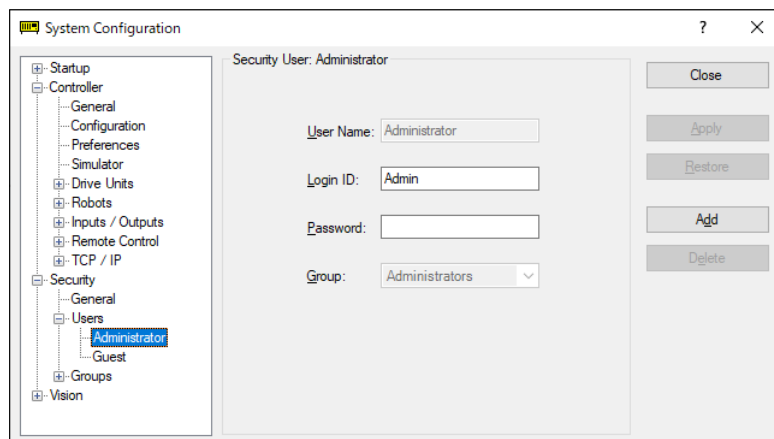 System Configuration
?
Startup
Controller
General
Configuration
Preferences
Simulator
Drive Units
Robots
Inputs / Outputs
Remote Control
TCP / IP
Security
General
Users
Administrator
Guest
Groups
Vision
Security User: Administrator
User Name: Administrator
Login ID: Admin
Password:
Group: Administrators
Close
Apply
Restore
Add
Delete